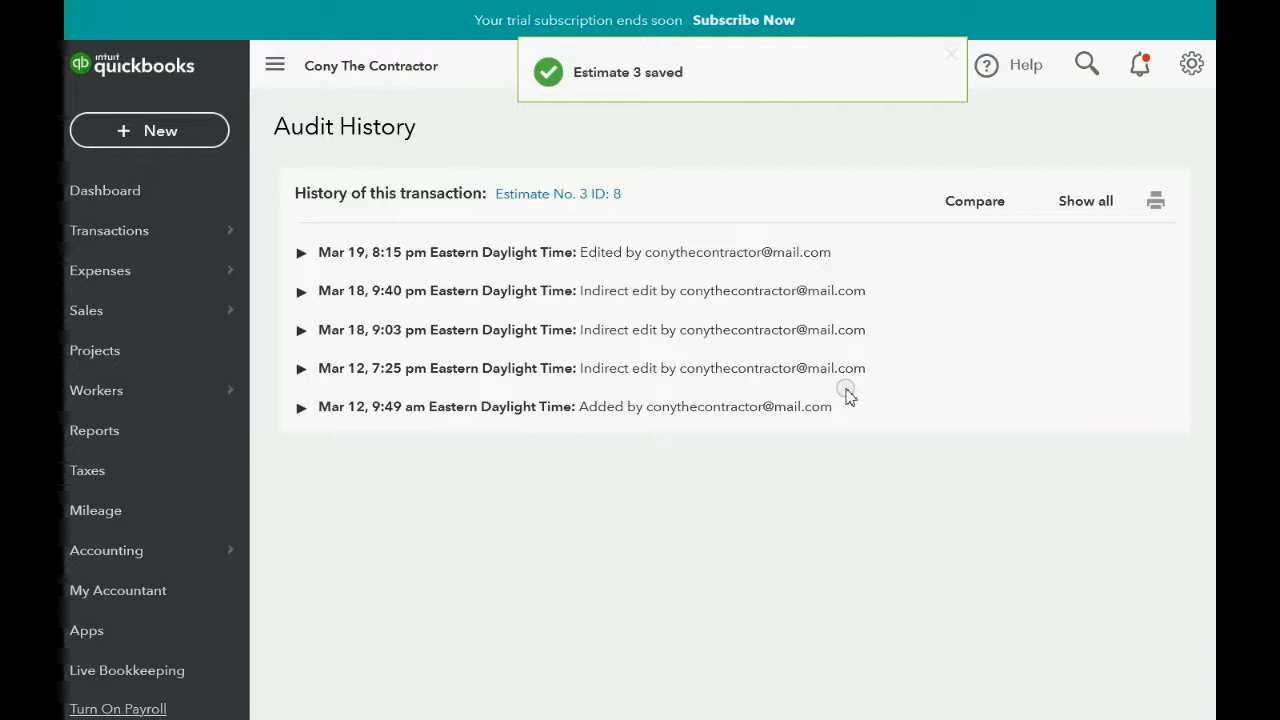 Your trial subscription ends soon Subscribe Now
qb intuit quickbooks
Cony The Contractor
Estimate 3 saved
? Help
+ New
Audit History
History of this transaction: Estimate No. 3 ID: 8
Compare Show all
Mar 19, 8:15 pm Eastern Daylight Time: Edited by conythecontractor@mail.com
Mar 18, 9:40 pm Eastern Daylight Time: Indirect edit by conythecontractor@mail.com
Mar 18, 9:03 pm Eastern Daylight Time: Indirect edit by conythecontractor@mail.com
Mar 12, 7:25 pm Eastern Daylight Time: Indirect edit by conythecontractor@mail.com
Mar 12, 9:49 am Eastern Daylight Time: Added by conythecontractor@mail.com
Dashboard
Transactions
Expenses
Sales
Projects
Workers
Reports
Taxes
Mileage
Accounting
My Accountant
Apps
Live Bookkeeping
Turn On Payroll